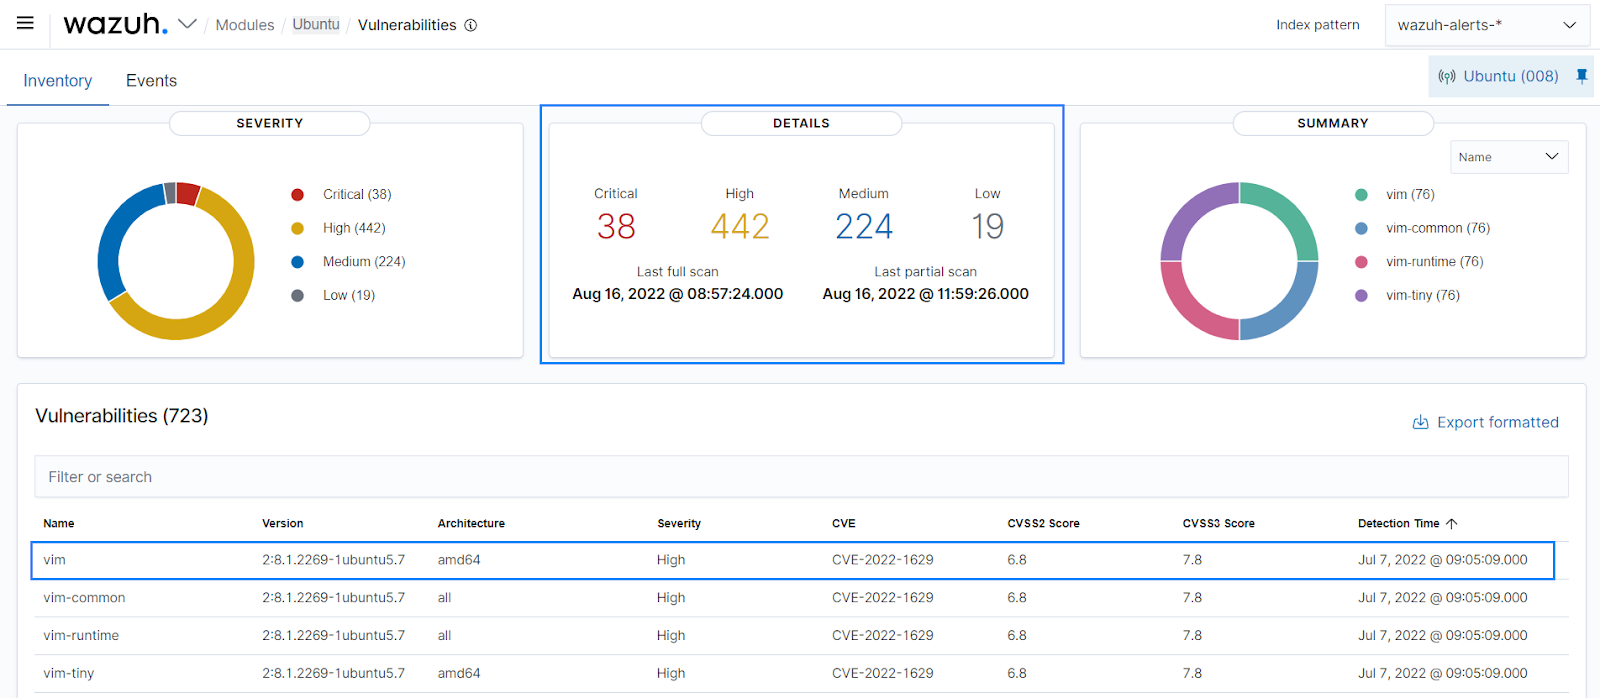 wazuh. / Modules / Ubuntu / Vulnerabilities
Index pattern
wazuh-alerts-*
Inventory
Events
Ubuntu (008)
SEVERITY
Critical (38)
High (442)
Medium (224)
Low (19)
DETAILS
Critical High Medium Low
38 442 224 19
Last full scan Last partial scan
Aug 16, 2022 @ 08:57:24.000 Aug 16, 2022 @ 11:59:26.000
SUMMARY
Name
vim (76)
vim-common (76)
vim-runtime (76)
vim-tiny (76)
Vulnerabilities (723)
Export formatted
Filter or search
Name Version Architecture Severity CVE CVSS2 Score CVSS3 Score Detection Time
vim 2:8.1.2269-1ubuntu5.7 amd64 High CVE-2022-1629 6.8 7.8 Jul 7, 2022 @ 09:05:09.000
vim-common 2:8.1.2269-1ubuntu5.7 all High CVE-2022-1629 6.8 7.8 Jul 7, 2022 @ 09:05:09.000
vim-runtime 2:8.1.2269-1ubuntu5.7 all High CVE-2022-1629 6.8 7.8 Jul 7, 2022 @ 09:05:09.000
vim-tiny 2:8.1.2269-1ubuntu5.7 amd64 High CVE-2022-1629 6.8 7.8 Jul 7, 2022 @ 09:05:09.000